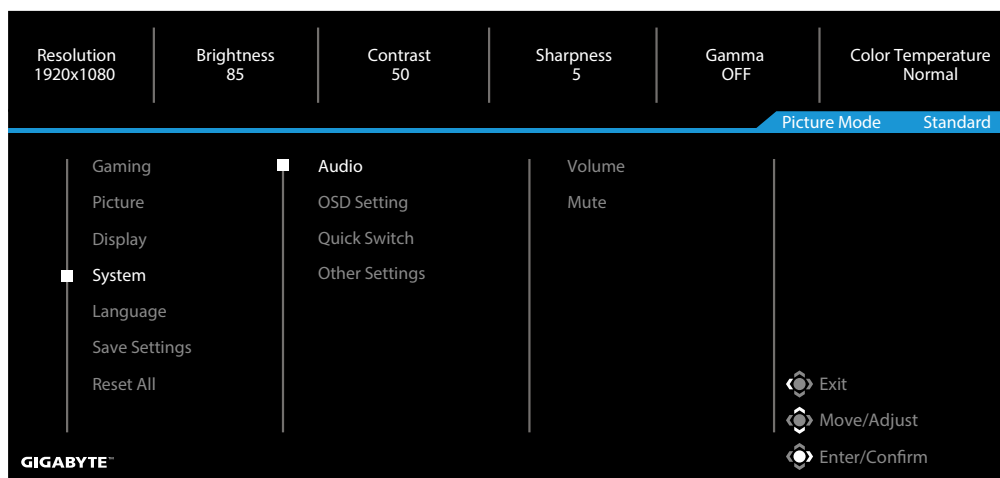 Resolution
1920x1080
Brightness
85
Contrast
50
Sharpness
5
Gamma
OFF
Color Temperature
Normal
Picture Mode Standard
Gaming
Picture
Display
System
Language
Save Settings
Reset All
Audio
OSD Setting
Quick Switch
Other Settings
Volume
Mute
Exit
Move/Adjust
Enter/Confirm
GIGABYTE™